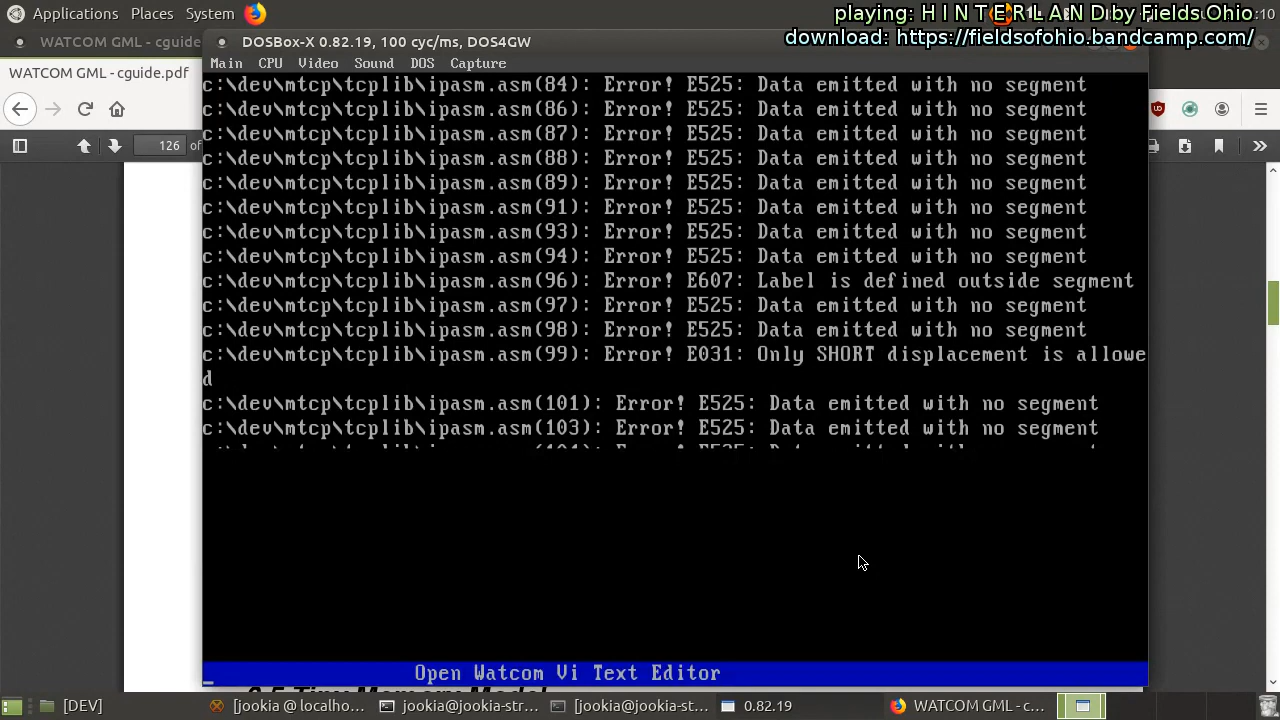 Applications Places System
playing: H I N T E R L A N D by Fields Ohio
:10
WATCOM GML - cguide
DOSBox-X 0.82.19, 100 cyc/ms, DOS4GW
download: https://fieldsofohio.bandcamp.com/
WATCOM GML - cguide.pdf
Main CPU Video Sound DOS Capture
126 of
c:\dev\mtcp\tcplib\ipasm.asm(84): Error! E525: Data emitted with no segment
c:\dev\mtcp\tcplib\ipasm.asm(86): Error! E525: Data emitted with no segment
c:\dev\mtcp\tcplib\ipasm.asm(87): Error! E525: Data emitted with no segment
c:\dev\mtcp\tcplib\ipasm.asm(88): Error! E525: Data emitted with no segment
c:\dev\mtcp\tcplib\ipasm.asm(89): Error! E525: Data emitted with no segment
c:\dev\mtcp\tcplib\ipasm.asm(91): Error! E525: Data emitted with no segment
c:\dev\mtcp\tcplib\ipasm.asm(93): Error! E525: Data emitted with no segment
c:\dev\mtcp\tcplib\ipasm.asm(94): Error! E525: Data emitted with no segment
c:\dev\mtcp\tcplib\ipasm.asm(96): Error! E607: Label is defined outside segment
c:\dev\mtcp\tcplib\ipasm.asm(97): Error! E525: Data emitted with no segment
c:\dev\mtcp\tcplib\ipasm.asm(98): Error! E525: Data emitted with no segment
c:\dev\mtcp\tcplib\ipasm.asm(99): Error! E031: Only SHORT displacement is allowe
d
c:\dev\mtcp\tcplib\ipasm.asm(101): Error! E525: Data emitted with no segment
c:\dev\mtcp\tcplib\ipasm.asm(103): Error! E525: Data emitted with no segment
Open Watcom Vi Text Editor
[DEV]
[jookia @ localho...
jookia@jookia-str...
[jookia@jookia-st...
0.82.19
WATCOM GML - c...